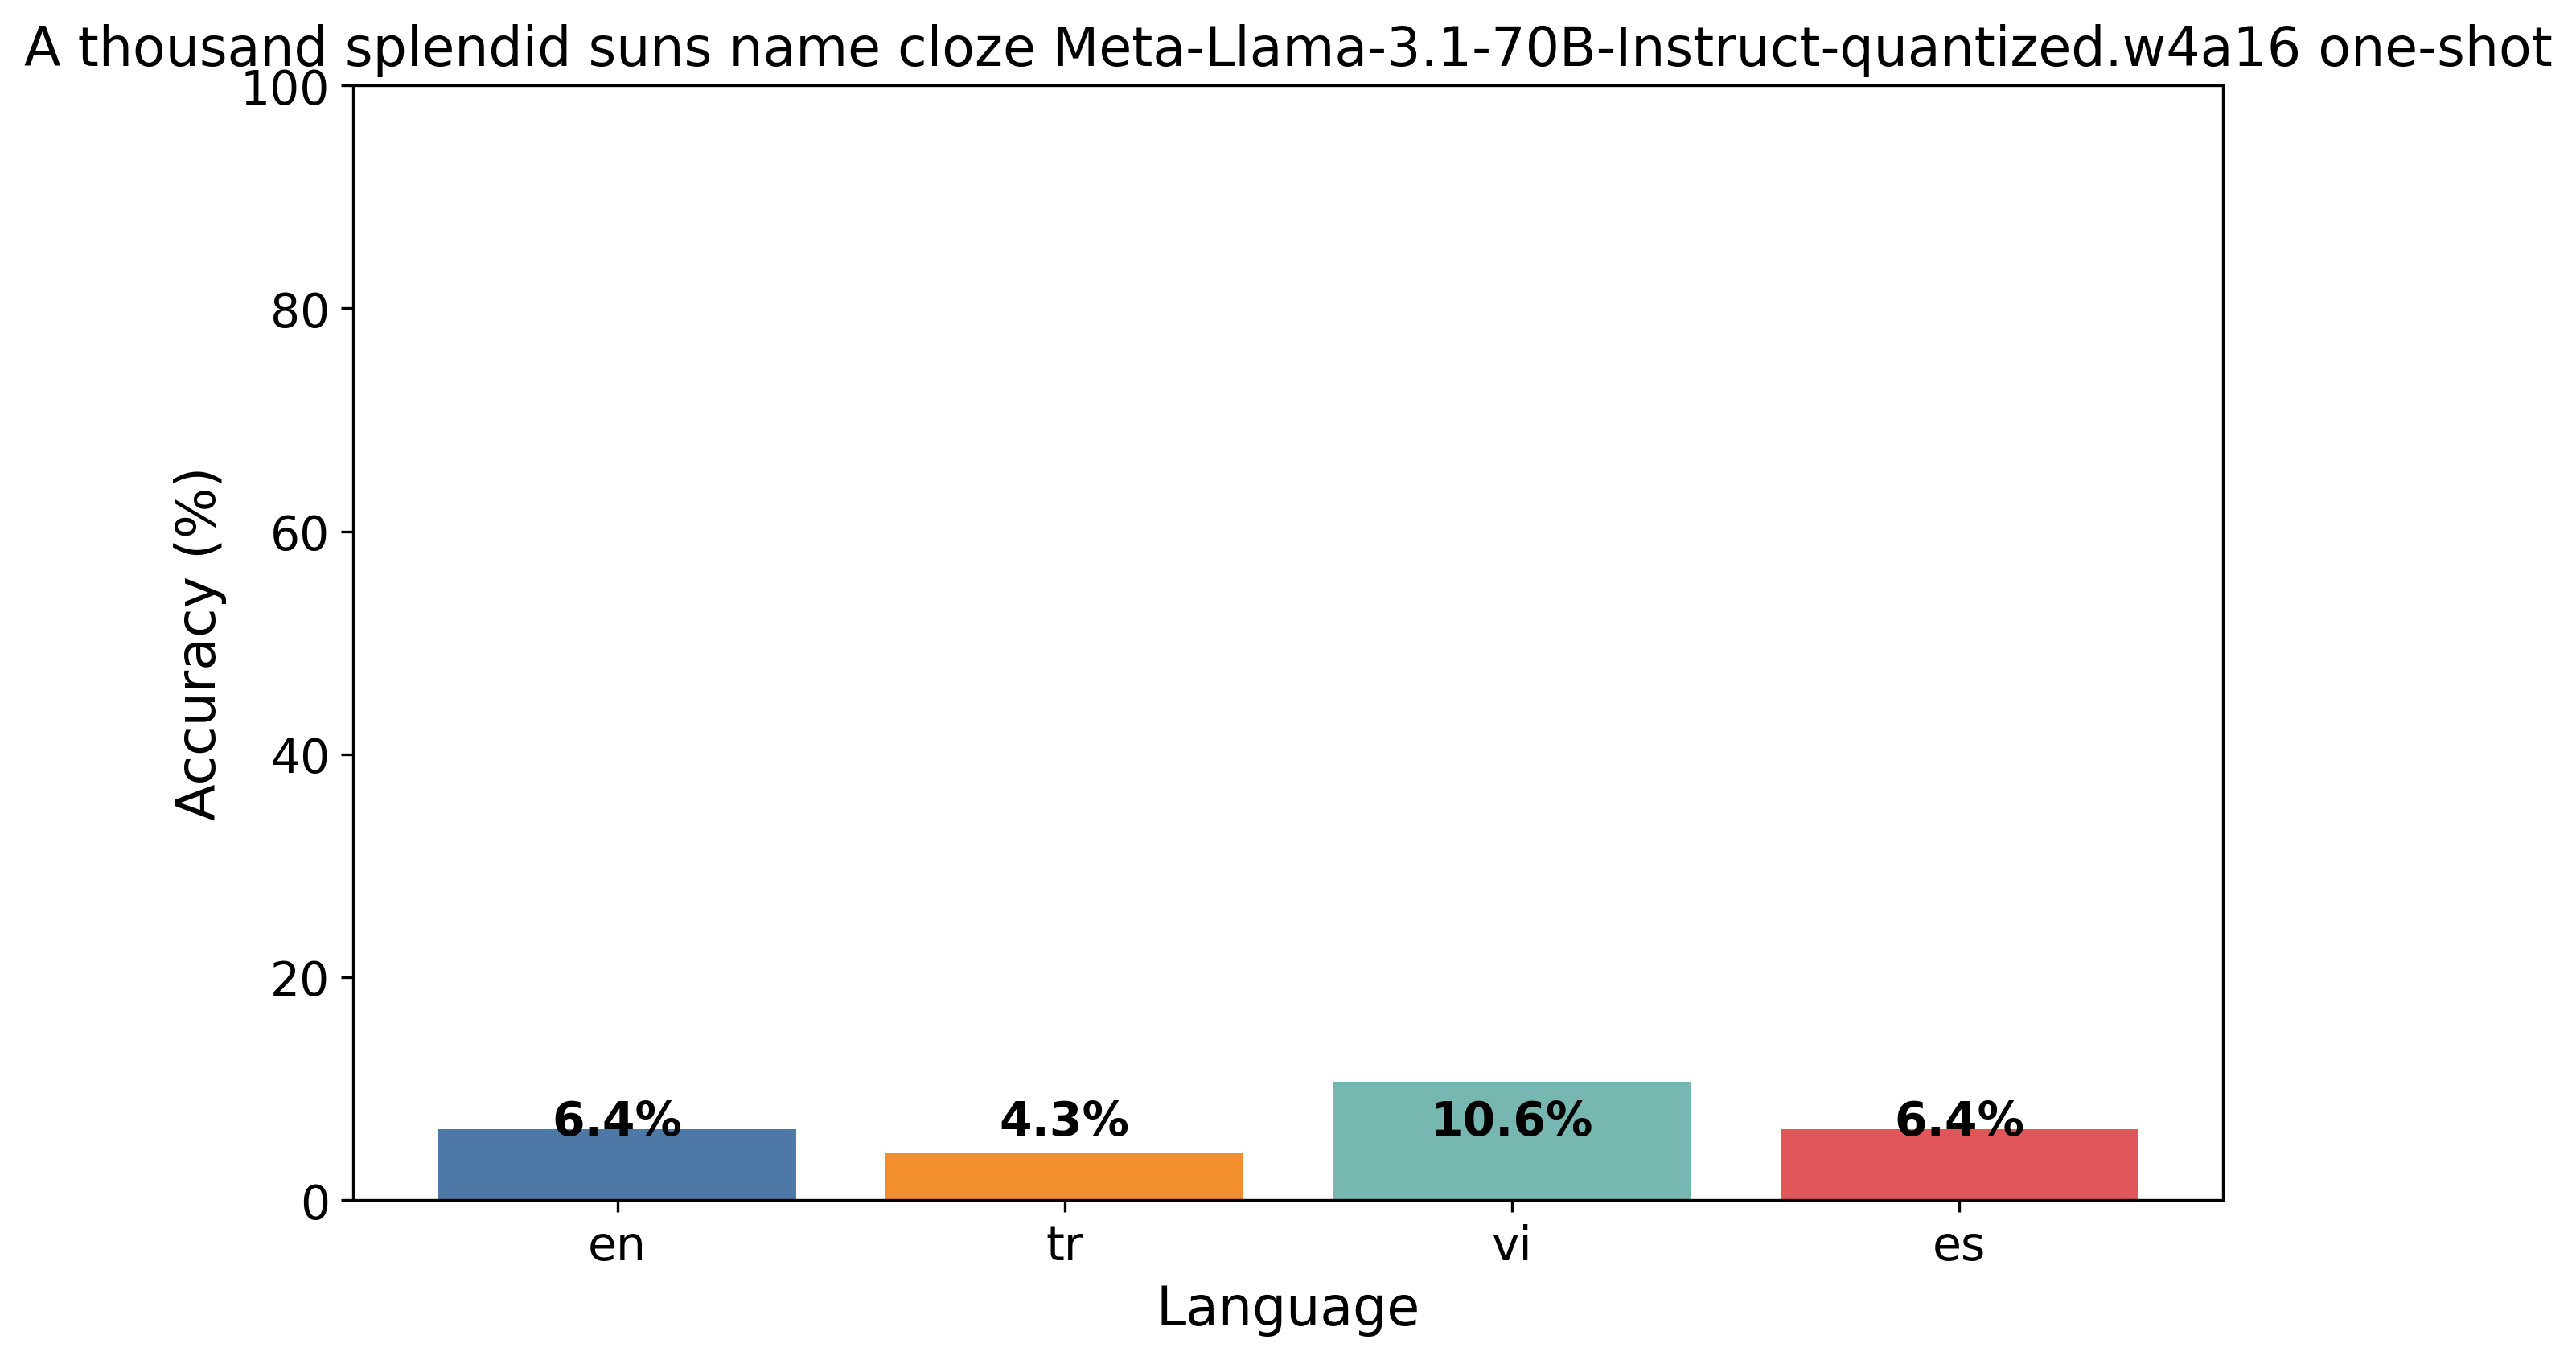 A thousand splendid suns name cloze Meta-Llama-3.1-70B-Instruct-quantized.w4a16 one-shot
100
80
60
40
20
0
Accuracy (%)
6.4%
4.3%
10.6%
6.4%
en
tr
vi
es
Language